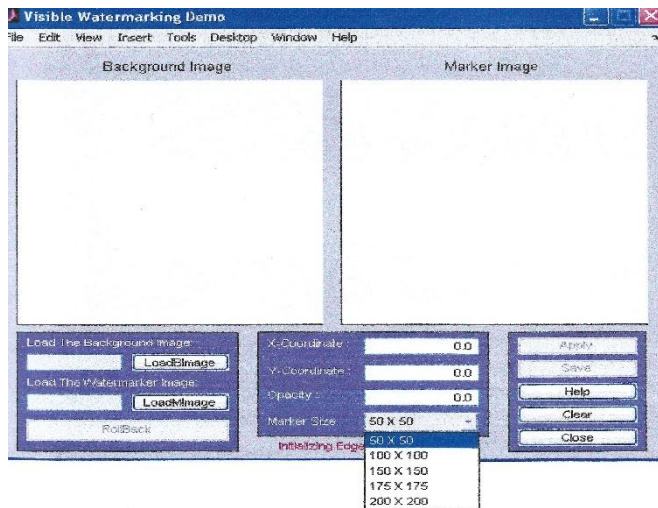 Visible Watermarking Demo
File Edit View Insert Tools Desktop Window Help
Background Image
Marker Image
Load The Background Image:
LoadBImage
Load The Watermarker Image:
LoadMImage
RollBack
X-Coordinate : 0.0
Y-Coordinate : 0.0
Opacity : 0.0
Marker Size 50 X 50
Initializing Edge
50 X 50
100 X 100
150 X 150
175 X 175
200 X 200
Apply
Save
Help
Clear
Close